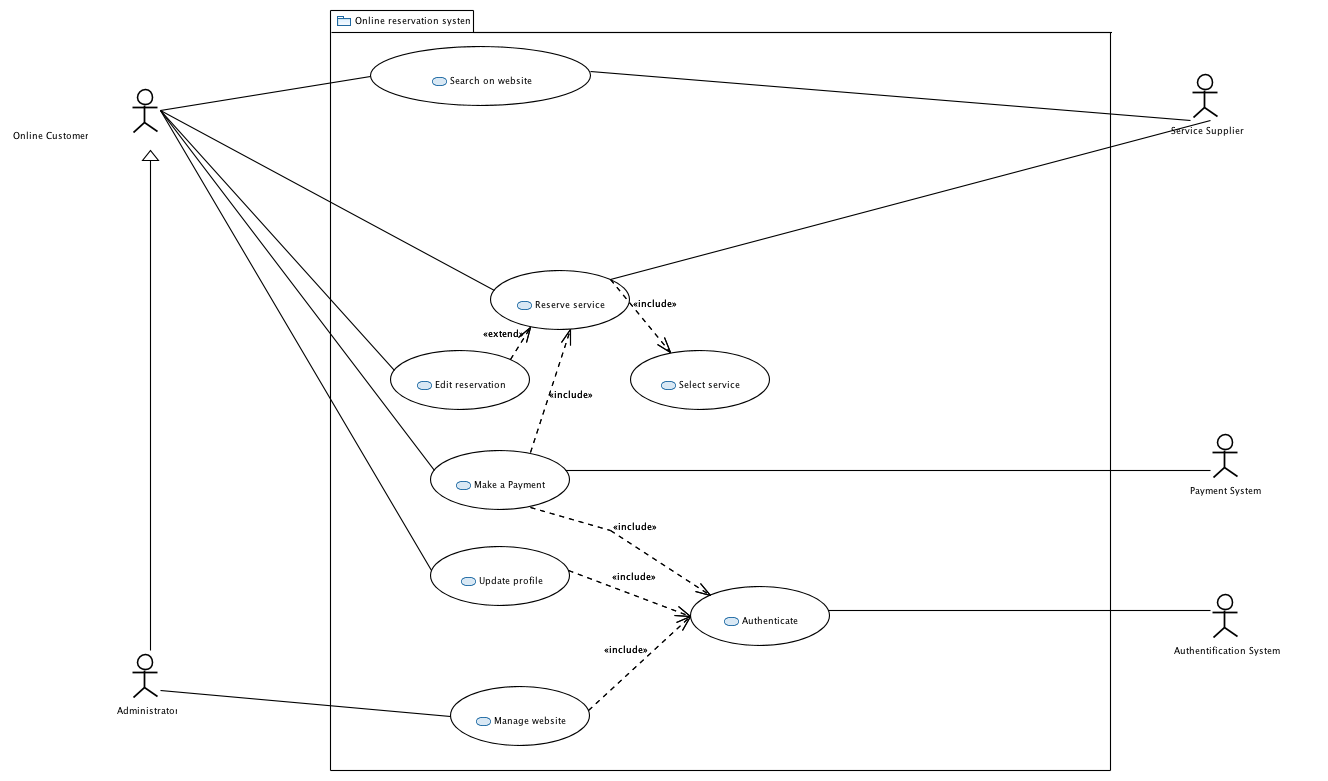 Online reservation systen
Search on website
Online Customer
Service Supplier
Reserve service
«include»
«extend»
Edit reservation
Select service
«include»
Make a Payment
Payment System
«include»
Update profile
«include»
Authenticate
Authentification System
«include»
Administrator
Manage website